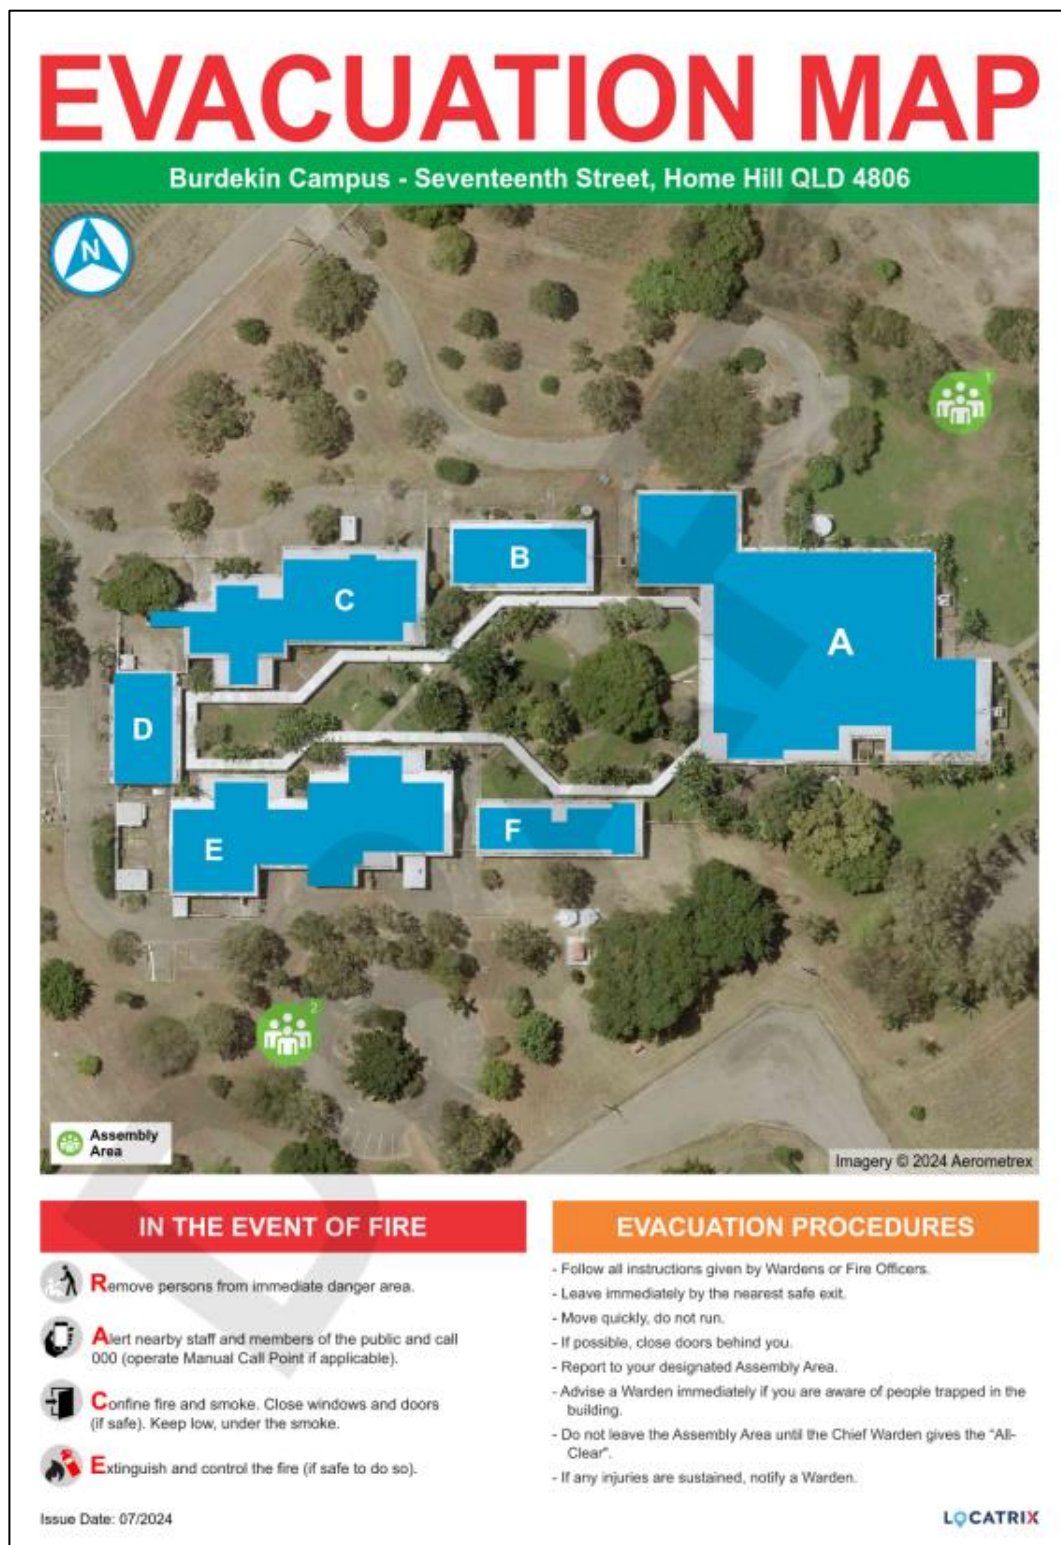 EVACUATION MAP
Burdekin Campus - Seventeenth Street, Home Hill QLD 4806
N
1
B
C
A
D
F
E
2
Assembly
Area
Imagery © 2024 Aerometrex
DRAFT
IN THE EVENT OF FIRE
Remove persons from immediate danger area.
Alert nearby staff and members of the public and call
000 (operate Manual Call Point if applicable).
Confine fire and smoke. Close windows and doors
(if safe). Keep low, under the smoke.
Extinguish and control the fire (if safe to do so).
Issue Date: 07/2024
EVACUATION PROCEDURES
- Follow all instructions given by Wardens or Fire Officers.
- Leave immediately by the nearest safe exit.
- Move quickly, do not run.
- If possible, close doors behind you.
- Report to your designated Assembly Area.
- Advise a Warden immediately if you are aware of people trapped in the
building.
- Do not leave the Assembly Area until the Chief Warden gives the "All-
Clear".
- If any injuries are sustained, notify a Warden.
LOCATRIX